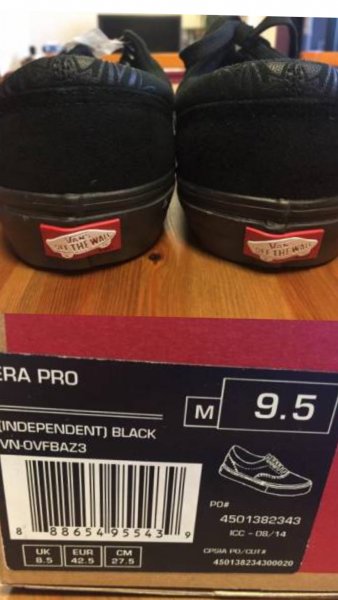 VANS
"OFF THE WALL"
VANS
"OFF THE WALL"
ERA PRO
M 9.5
(INDEPENDENT) BLACK
VN-0VFBAZ3
PO#
4501382343
ICC - 08/14
8 88654 95543 9
UK EUR CM
8.5 42.5 27.5
CPSIA PO/CUT#
450138234300020